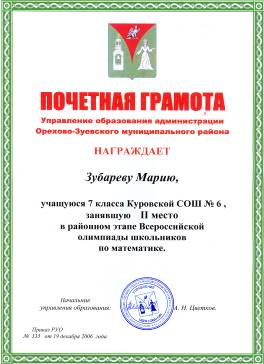 ПОЧЕТНАЯ ГРАМОТА
Управление образования администрации
Орехово-Зуевского муниципального района
НАГРАЖДАЕТ
Зубареву Марию,
учащуюся 7 класса Куровской СОШ № 6 ,
занявшую II место
в районном этапе Всероссийской
олимпиады школьников
по математике.
Начальник
управления образования: А. Н. Цветков.
Приказ РУО
№ 335 от 19 декабря 2006 года